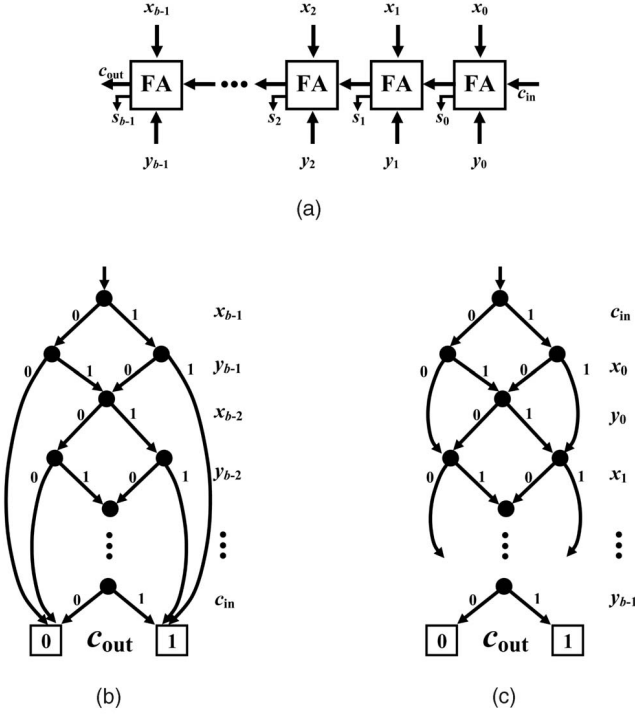 x_{b-1} x_2 x_1 x_0
c_out FA FA FA FA c_in
s_{b-1} s_2 s_1 s_0
y_{b-1} y_2 y_1 y_0
(a)
0 1 x_{b-1}
0 1 0 1 y_{b-1}
0 1 x_{b-2}
0 1 0 1 y_{b-2}
0 1 c_in
0 c_out 1
(b)
0 1 c_in
0 1 0 1 x_0
0 1 y_0
0 1 0 1 x_1
0 1 y_{b-1}
0 c_out 1
(c)